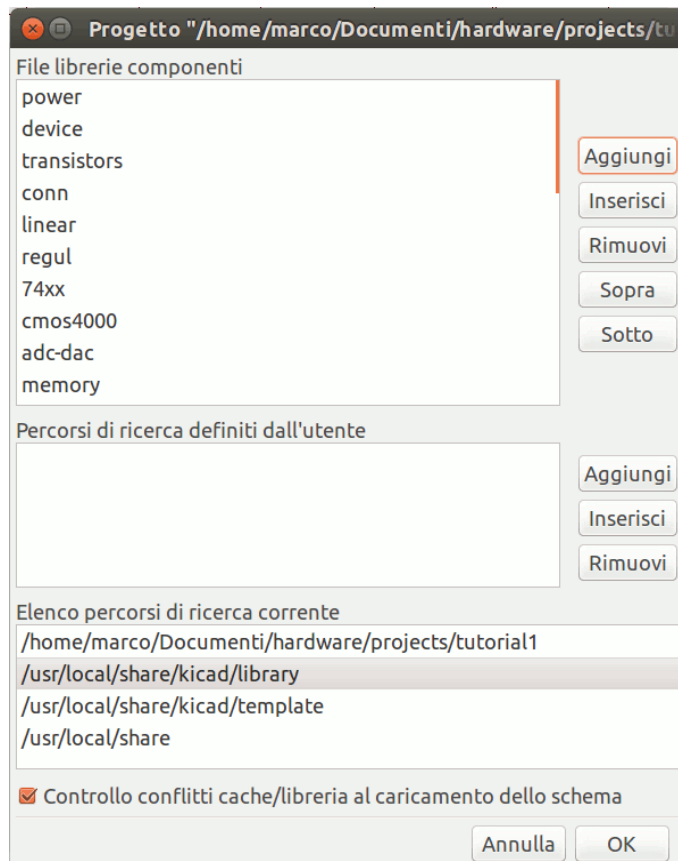 Progetto "/home/marco/Documenti/hardware/projects/tu
File librerie componenti
power
device
transistors
conn
linear
regul
74xx
cmos4000
adc-dac
memory
Aggiungi
Inserisci
Rimuovi
Sopra
Sotto
Percorsi di ricerca definiti dall'utente
Aggiungi
Inserisci
Rimuovi
Elenco percorsi di ricerca corrente
/home/marco/Documenti/hardware/projects/tutorial1
/usr/local/share/kicad/library
/usr/local/share/kicad/template
/usr/local/share
Controllo conflitti cache/libreria al caricamento dello schema
Annulla
OK